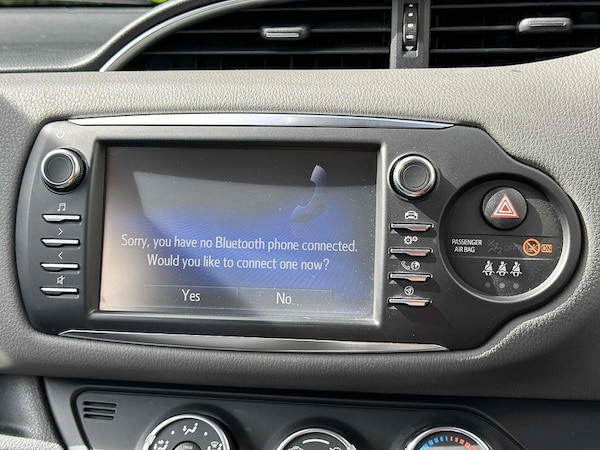 Sorry, you have no Bluetooth phone connected.
Would you like to connect one now?
Yes No
PASSENGER
AIR BAG
ON